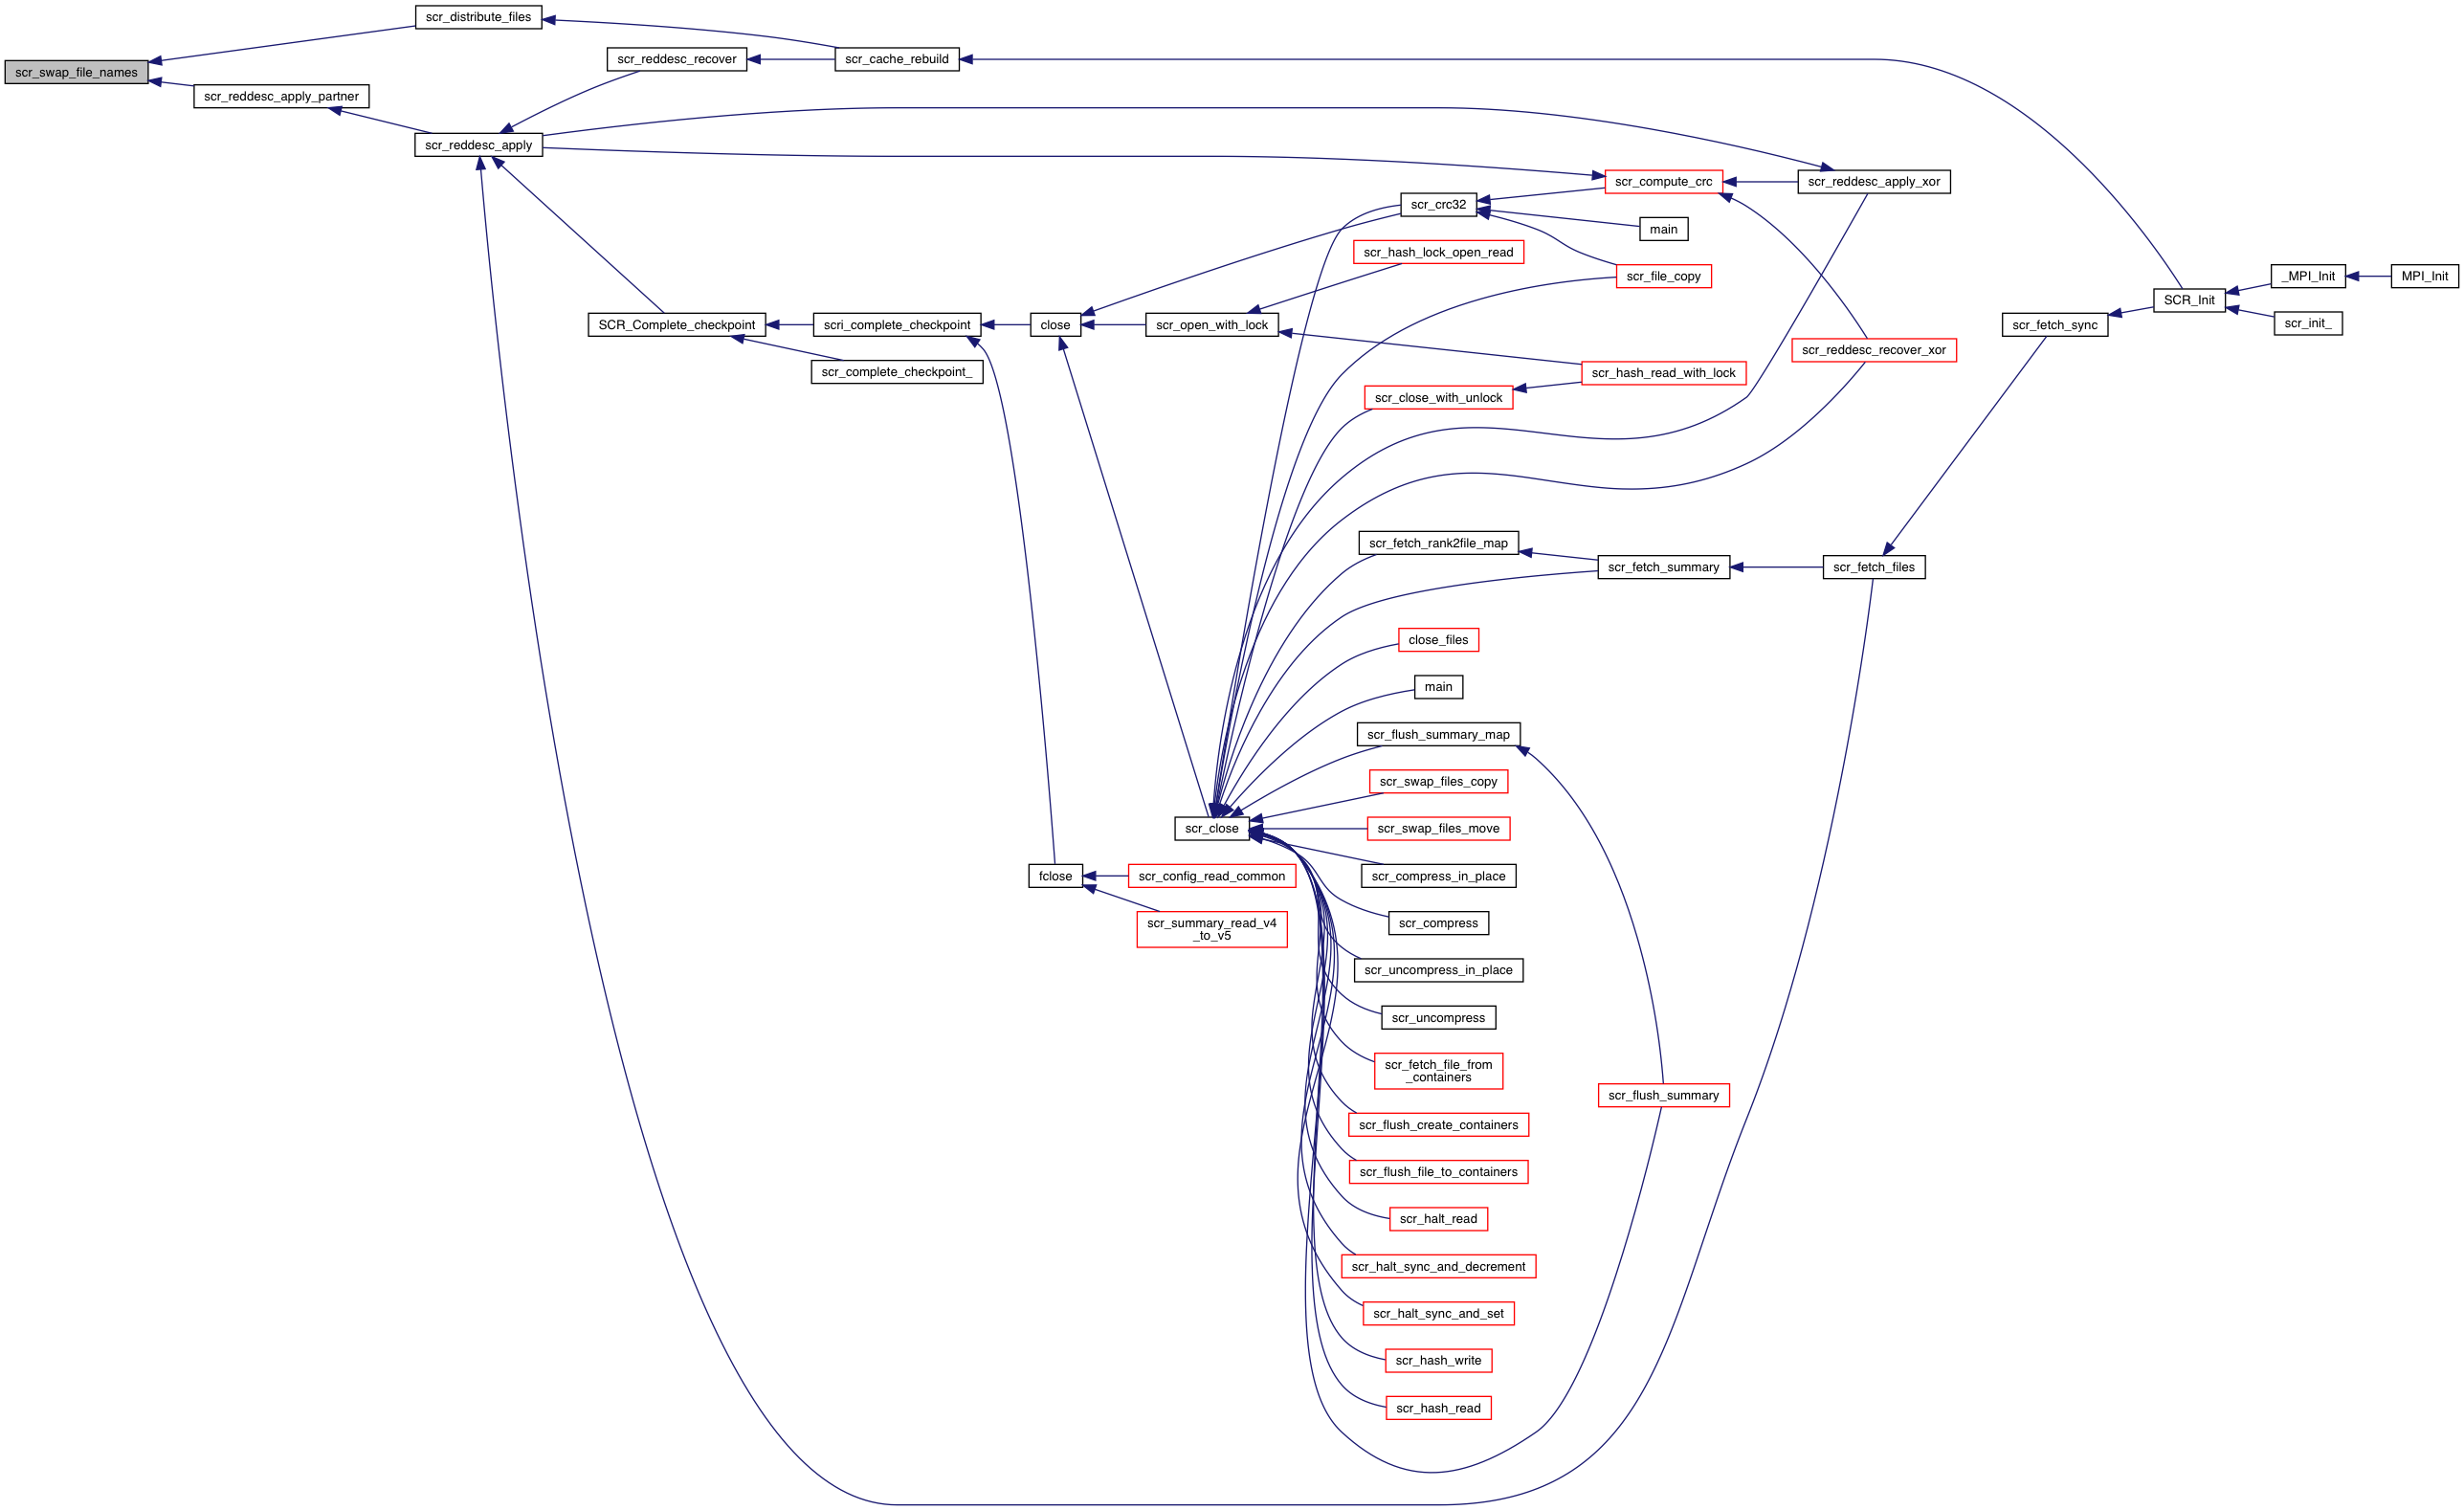 scr_distribute_files
scr_reddesc_recover
scr_cache_rebuild
scr_swap_file_names
scr_reddesc_apply_partner
scr_reddesc_apply
scr_compute_crc
scr_reddesc_apply_xor
scr_crc32
main
scr_hash_lock_open_read
scr_file_copy
_MPI_Init
MPI_Init
SCR_Init
SCR_Complete_checkpoint
scri_complete_checkpoint
close
scr_open_with_lock
scr_fetch_sync
scr_init_
scr_reddesc_recover_xor
scr_complete_checkpoint_
scr_hash_read_with_lock
scr_close_with_unlock
scr_fetch_rank2file_map
scr_fetch_summary
scr_fetch_files
close_files
main
scr_flush_summary_map
scr_swap_files_copy
scr_close
scr_swap_files_move
fclose
scr_config_read_common
scr_compress_in_place
scr_summary_read_v4
_to_v5
scr_compress
scr_uncompress_in_place
scr_uncompress
scr_fetch_file_from
_containers
scr_flush_summary
scr_flush_create_containers
scr_flush_file_to_containers
scr_halt_read
scr_halt_sync_and_decrement
scr_halt_sync_and_set
scr_hash_write
scr_hash_read